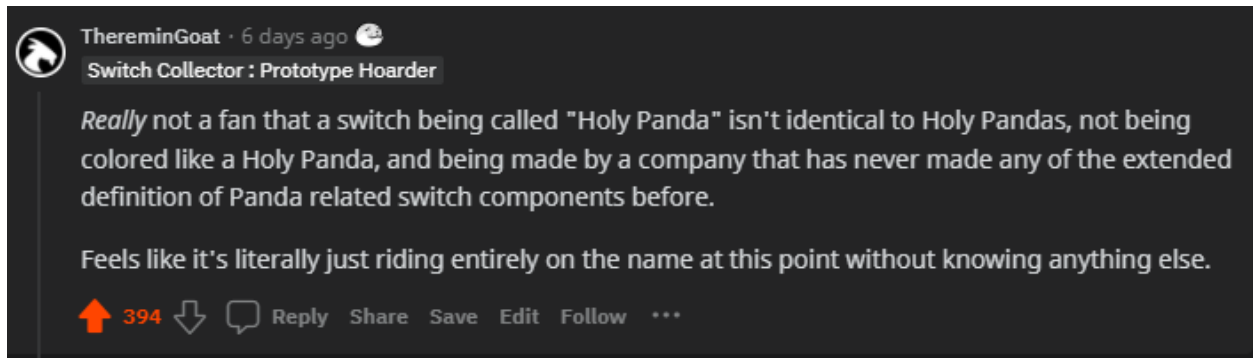 ThereminGoat · 6 days ago
Switch Collector : Prototype Hoarder
Really not a fan that a switch being called "Holy Panda" isn't identical to Holy Pandas, not being
colored like a Holy Panda, and being made by a company that has never made any of the extended
definition of Panda related switch components before.
Feels like it's literally just riding entirely on the name at this point without knowing anything else.
394 Reply Share Save Edit Follow ···